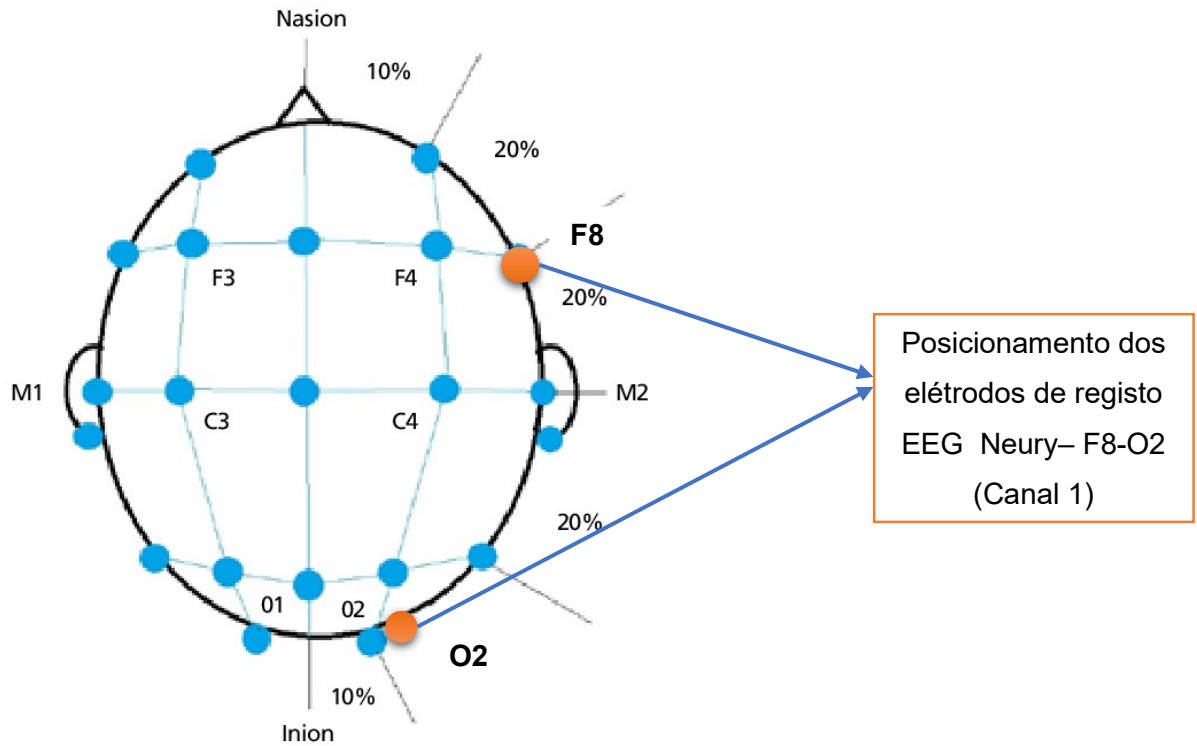 Nasion
10%
20%
F8
F3
F4
20%
Posicionamento dos
elétrodos de registo
EEG Neury– F8-O2
(Canal 1)
M1
M2
C3
C4
20%
01
02
O2
10%
Inion